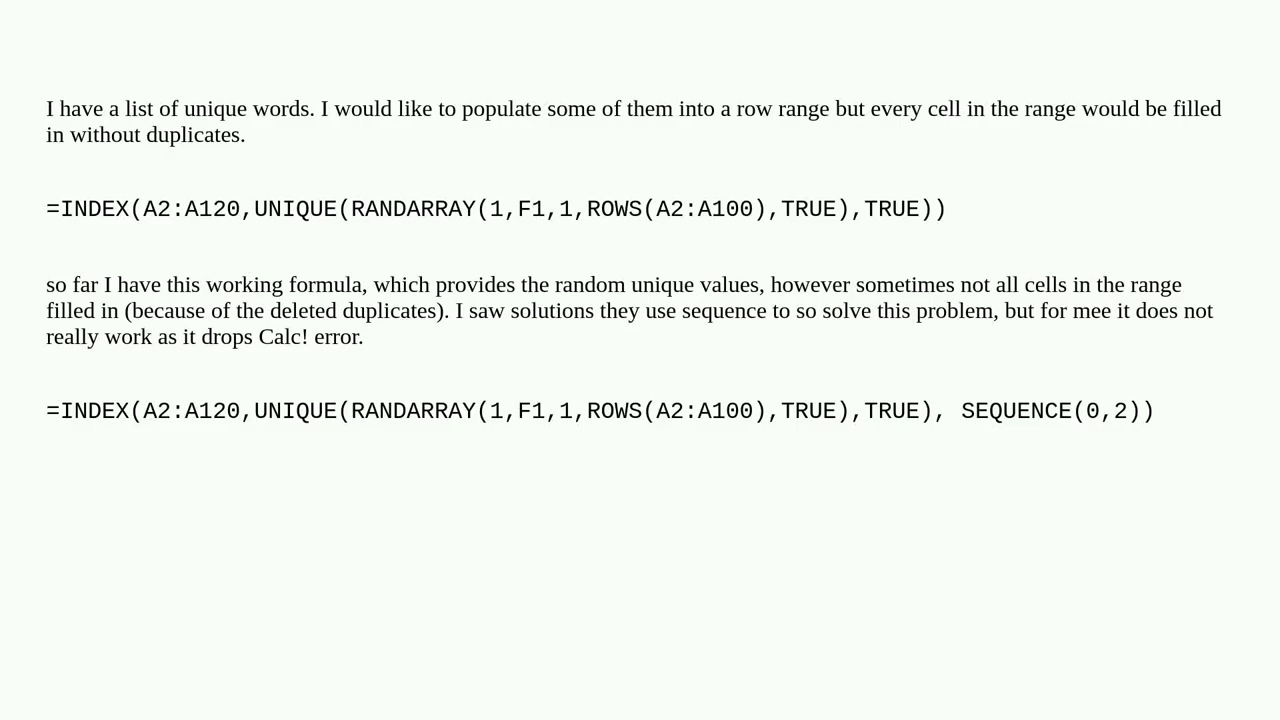 I have a list of unique words. I would like to populate some of them into a row range but every cell in the range would be filled
in without duplicates.
=INDEX(A2:A120,UNIQUE(RANDARRAY(1,F1,1,ROWS(A2:A100),TRUE),TRUE))
so far I have this working formula, which provides the random unique values, however sometimes not all cells in the range
filled in (because of the deleted duplicates). I saw solutions they use sequence to so solve this problem, but for mee it does not
really work as it drops Calc! error.
=INDEX(A2:A120,UNIQUE(RANDARRAY(1,F1,1,ROWS(A2:A100),TRUE),TRUE), SEQUENCE(0,2))